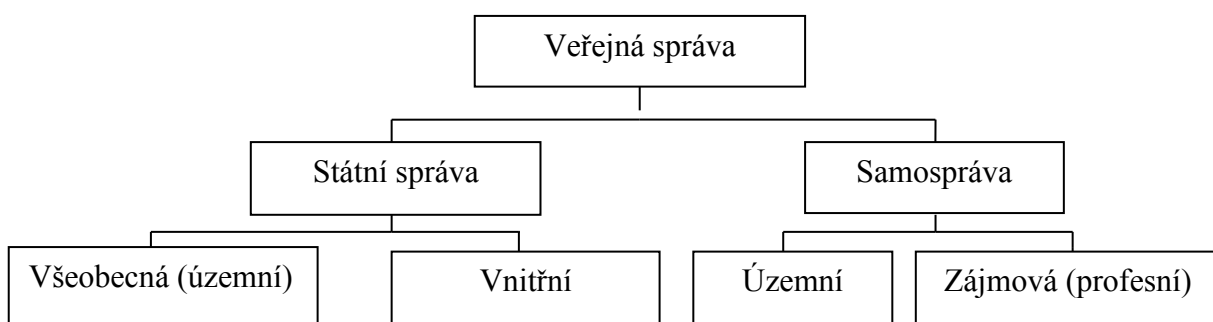 Veřejná správa
Státní správa
Samospráva
Všeobecná (územní)
Vnitřní
Územní
Zájmová (profesní)